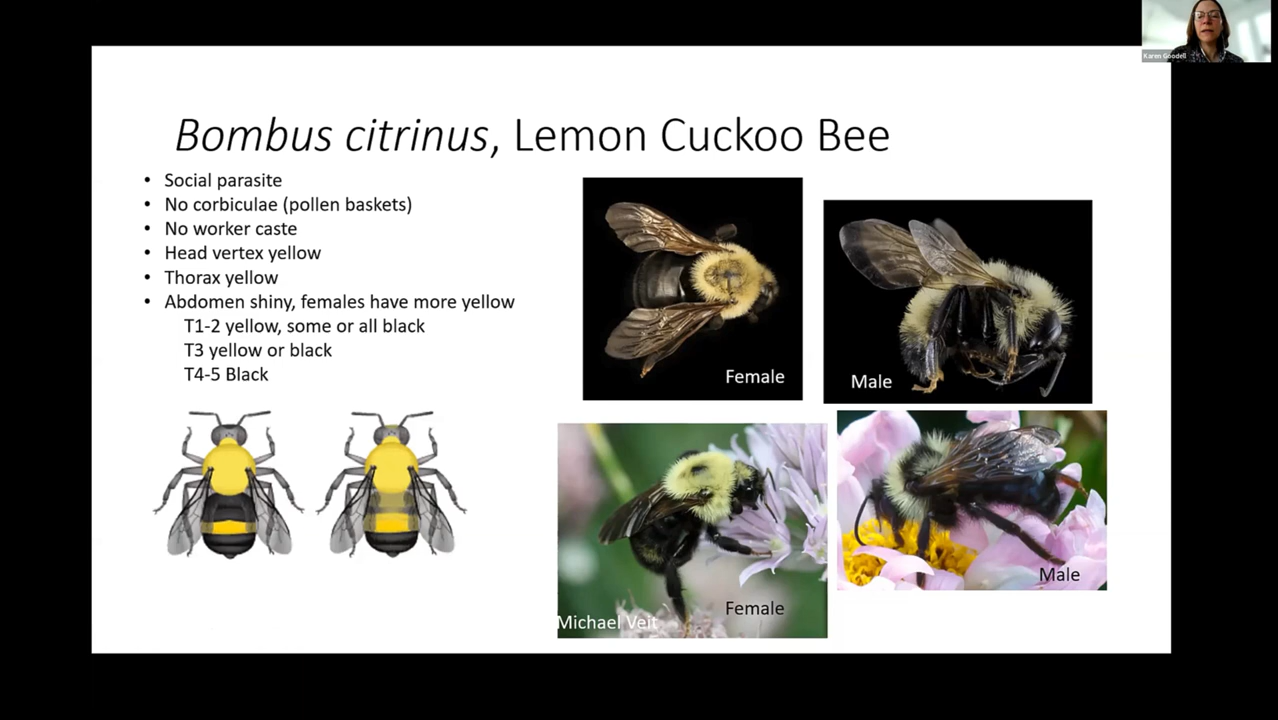 Karen Goodell
Bombus citrinus, Lemon Cuckoo Bee
• Social parasite
• No corbiculae (pollen baskets)
• No worker caste
• Head vertex yellow
• Thorax yellow
• Abdomen shiny, females have more yellow
T1-2 yellow, some or all black
T3 yellow or black
T4-5 Black
Female
Male
Female
Michael Veit
Male